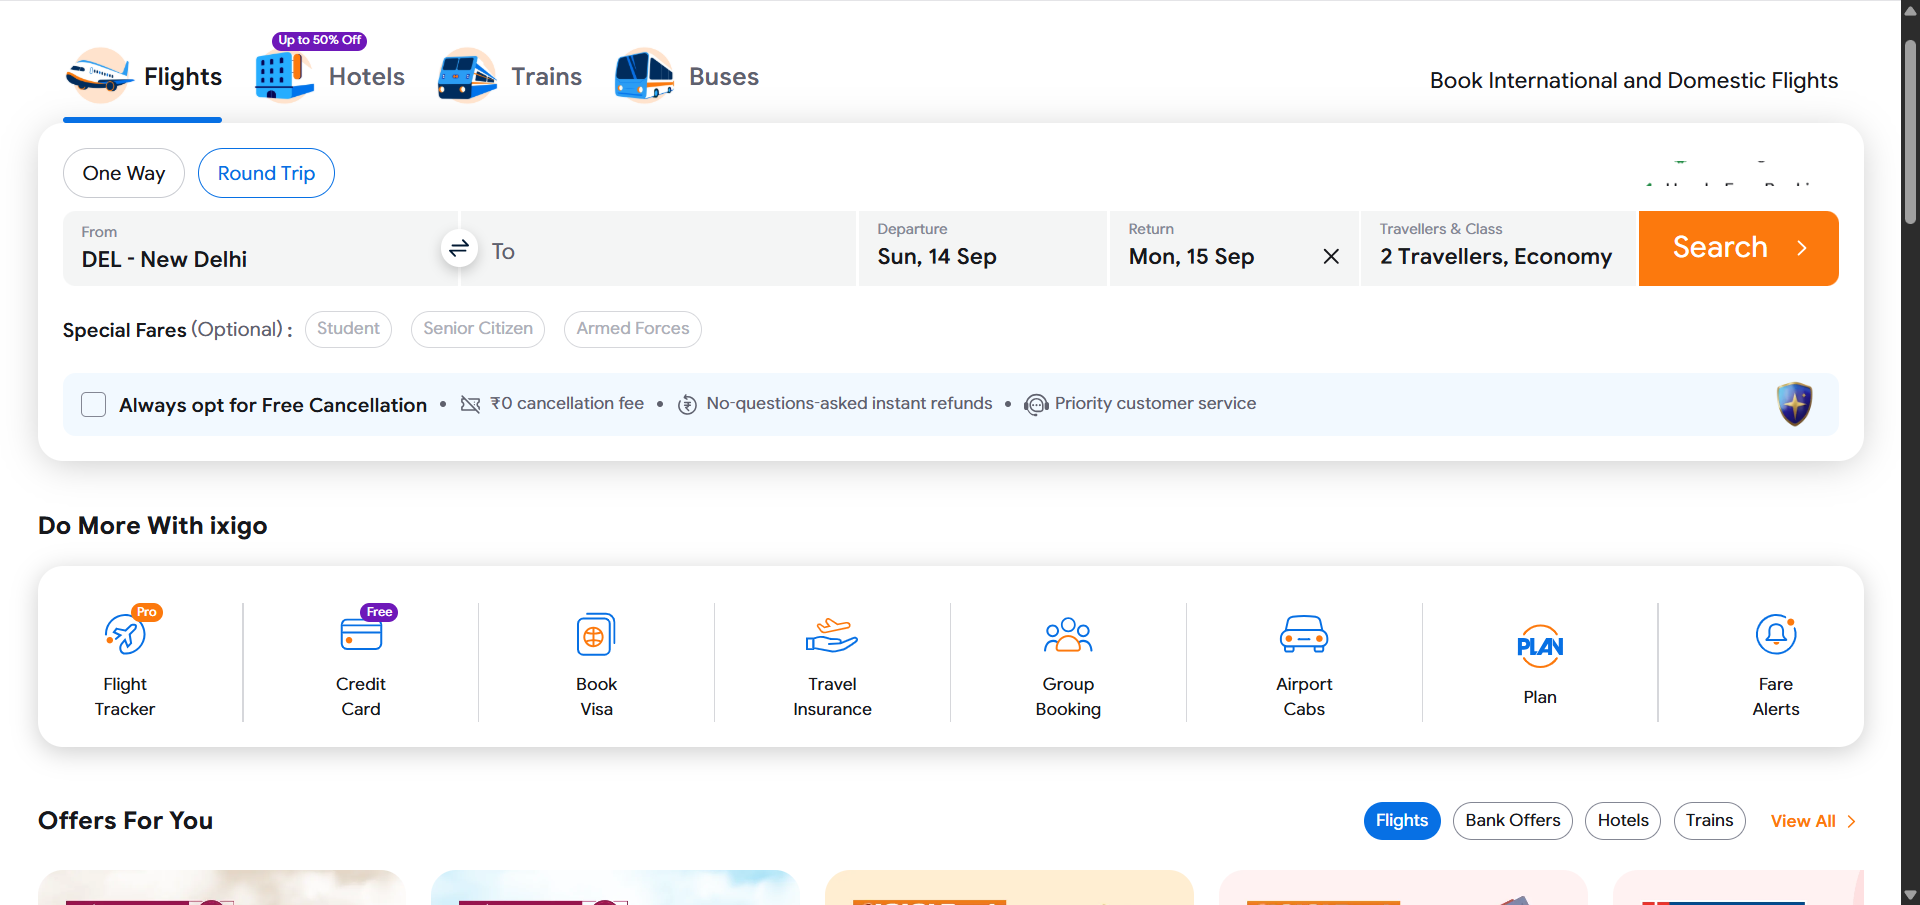 Up to 50% Off
Flights
Hotels
Trains
Buses
Book International and Domestic Flights
One Way
Round Trip
From
DEL - New Delhi
To
Departure
Sun, 14 Sep
Return
Mon, 15 Sep
Travellers & Class
2 Travellers, Economy
Search
Special Fares (Optional) :
Student
Senior Citizen
Armed Forces
Always opt for Free Cancellation • ₹0 cancellation fee • No-questions-asked instant refunds • Priority customer service
Do More With ixigo
Pro
Flight
Tracker
Free
Credit
Card
Book
Visa
Travel
Insurance
Group
Booking
Airport
Cabs
PLAN
Plan
Fare
Alerts
Offers For You
Flights
Bank Offers
Hotels
Trains
View All